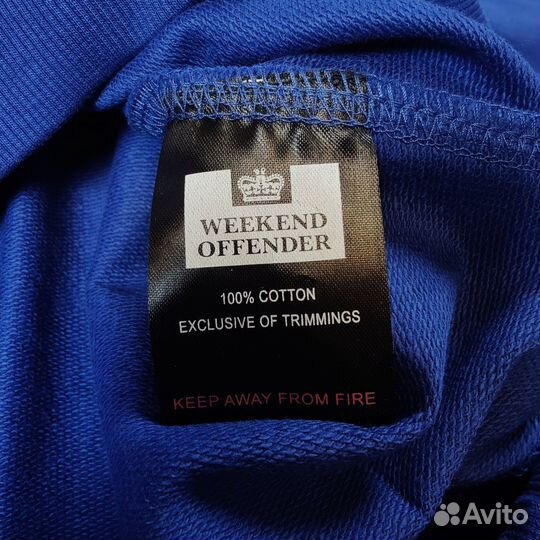 WEEKEND
OFFENDER
100% COTTON
EXCLUSIVE OF TRIMMINGS
KEEP AWAY FROM FIRE
Avito